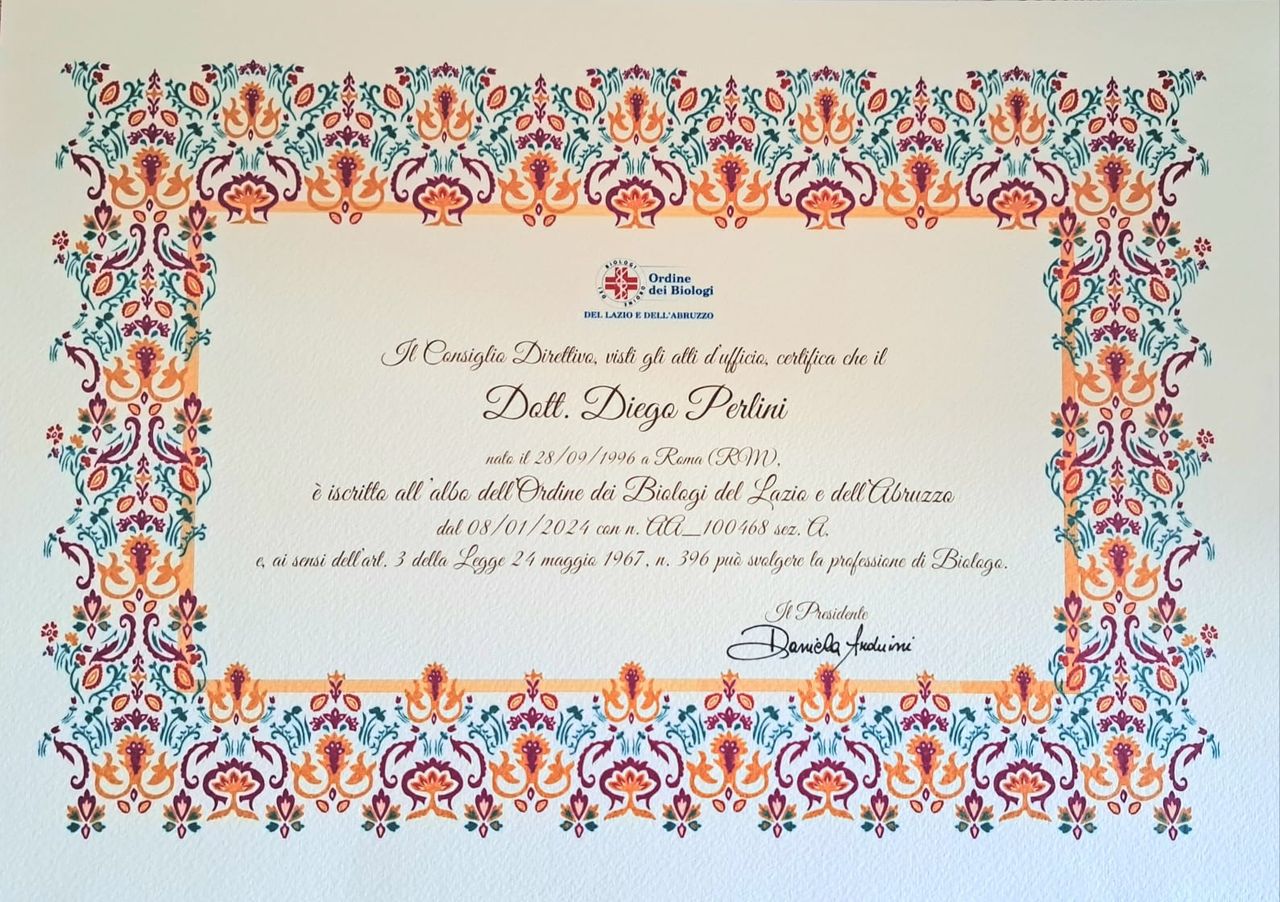 ORDINE DEI BIOLOGI
Ordine
dei Biologi
DEL LAZIO E DELL'ABRUZZO
Il Consiglio Direttivo, visti gli atti d'ufficio, certifica che il
Dott. Diego Perlini
nato il 28/09/1996 a Roma (RM),
è iscritto all'albo dell'Ordine dei Biologi del Lazio e dell'Abruzzo
dal 08/01/2024 con n. AA_100468 sez. A,
e, ai sensi dell'art. 3 della Legge 24 maggio 1967, n. 396 può svolgere la professione di Biologo.
Il Presidente
Daniela Arduini